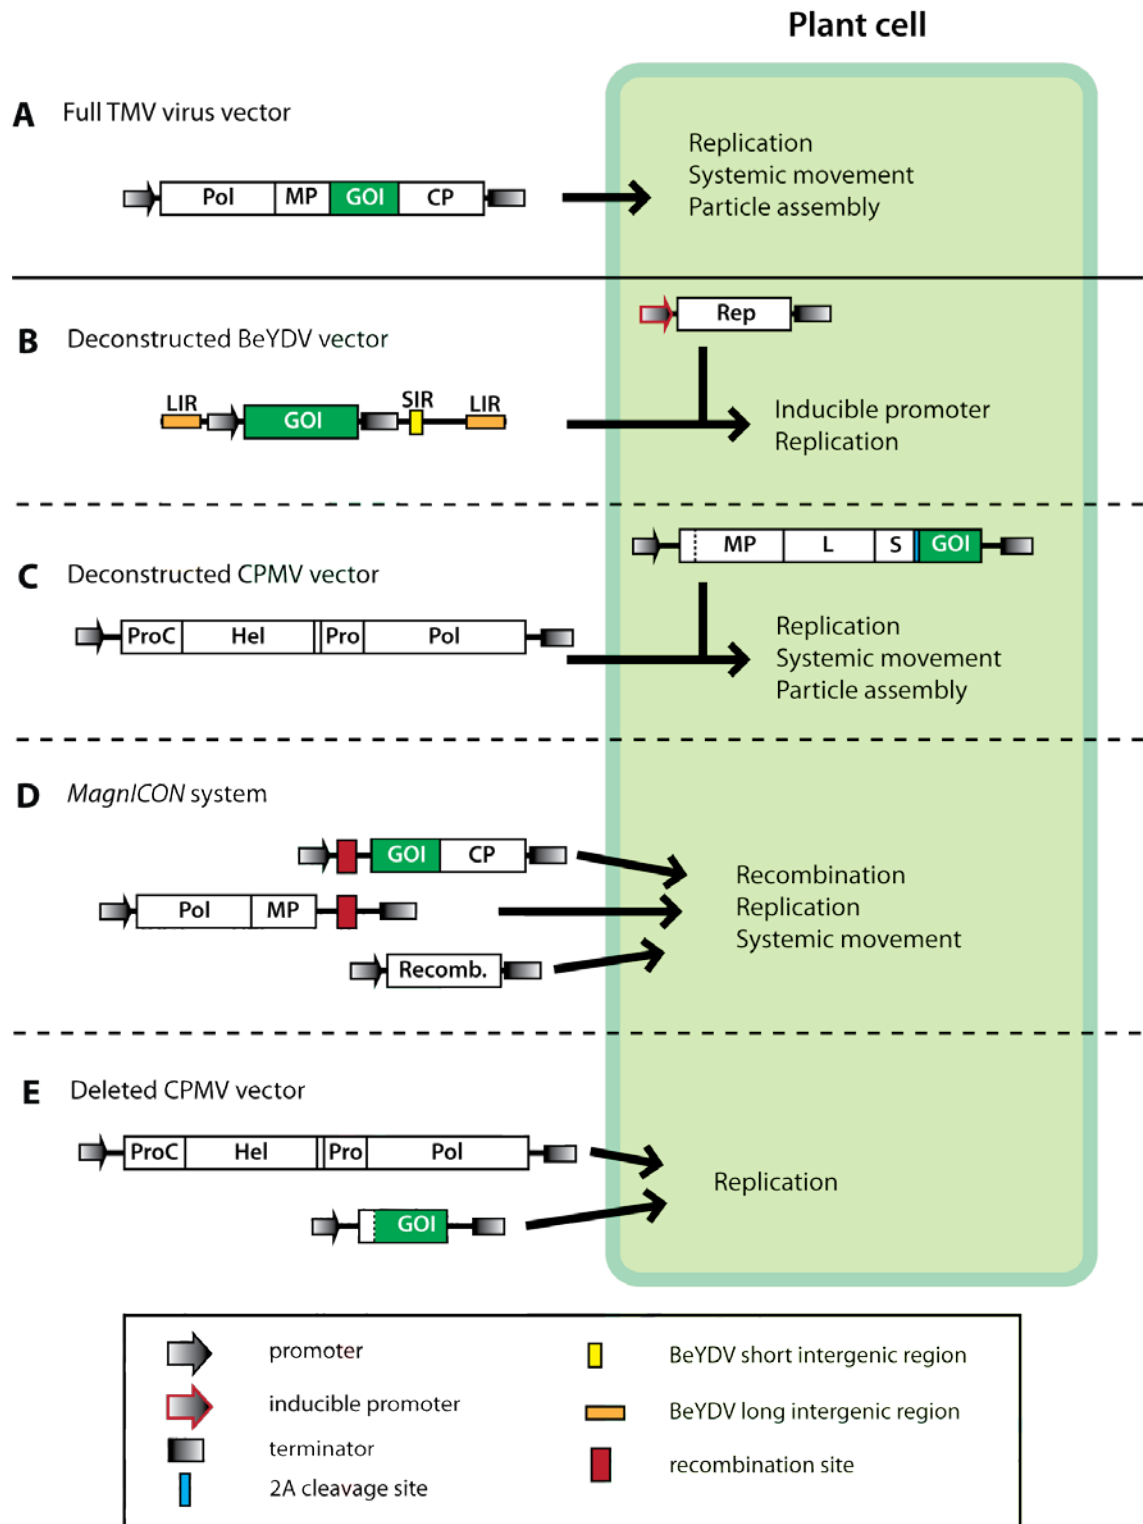 Plant cell
A Full TMV virus vector
Pol MP GOI CP
Replication
Systemic movement
Particle assembly
Rep
B Deconstructed BeYDV vector
LIR GOI SIR LIR
Inducible promoter
Replication
MP L S GOI
C Deconstructed CPMV vector
ProC Hel Pro Pol
Replication
Systemic movement
Particle assembly
D MagnICON system
GOI CP
Pol MP
Recomb.
Recombination
Replication
Systemic movement
E Deleted CPMV vector
ProC Hel Pro Pol
GOI
Replication
promoter
inducible promoter
terminator
2A cleavage site
BeYDV short intergenic region
BeYDV long intergenic region
recombination site